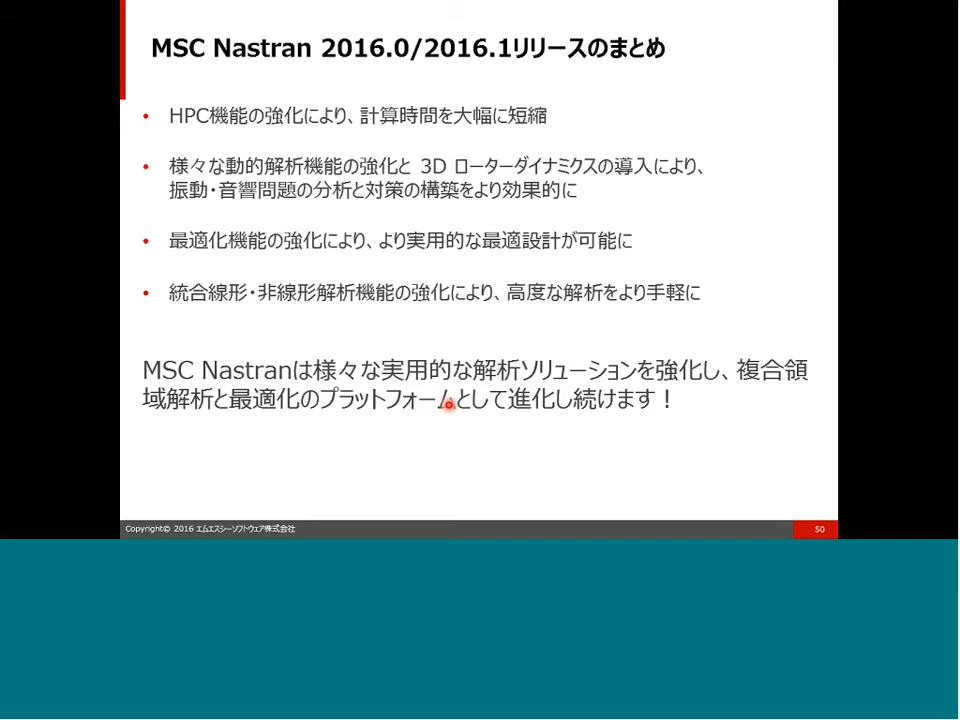 MSC Nastran 2016.0/2016.1リリースのまとめ
• HPC機能の強化により、計算時間を大幅に短縮
• 様々な動的解析機能の強化と 3D ローターダイナミクスの導入により、
振動・音響問題の分析と対策の構築をより効果的に
• 最適化機能の強化により、より実用的な最適設計が可能に
• 統合線形・非線形解析機能の強化により、高度な解析をより手軽に
MSC Nastranは様々な実用的な解析ソリューションを強化し、複合領
域解析と最適化のプラットフォームとして進化し続けます！
Copyright© 2016 エムエスシーソフトウェア株式会社
50